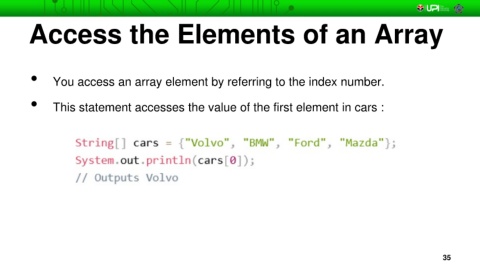 UPI
Access the Elements of an Array
• You access an array element by referring to the index number.
• This statement accesses the value of the first element in cars :
String[] cars = {"Volvo", "BMW", "Ford", "Mazda"};
System.out.println(cars[0]);
// Outputs Volvo
35